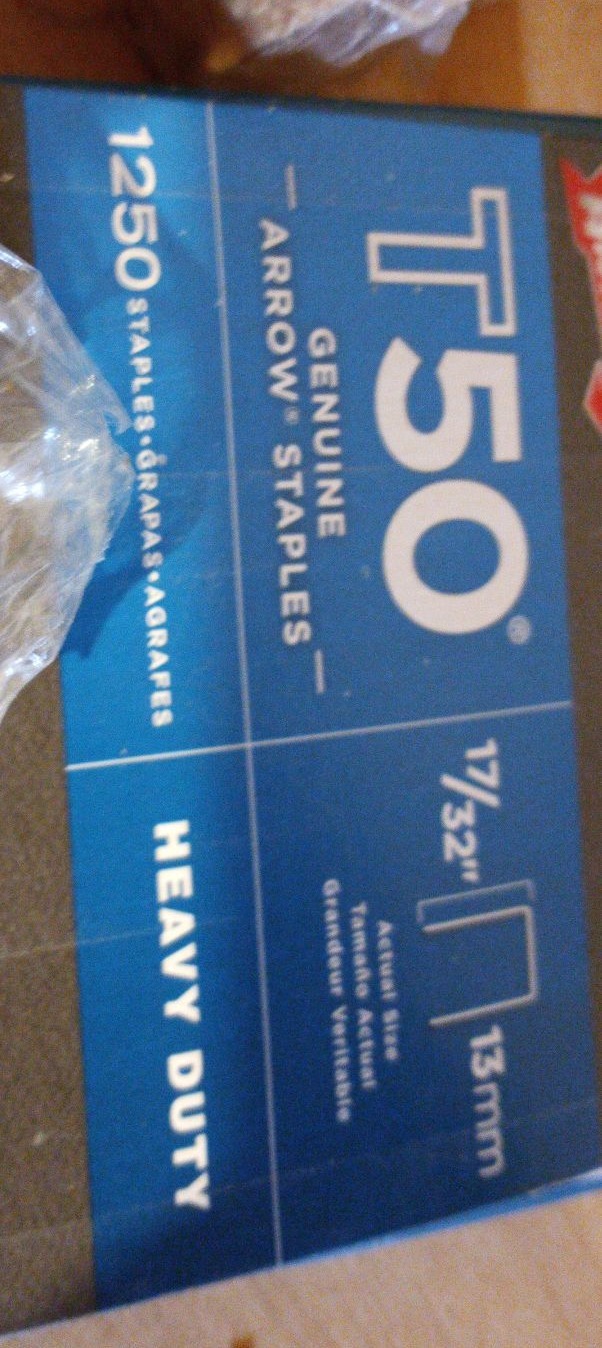 T50®
GENUINE
— ARROW® STAPLES —
17/32" 13mm
Actual Size
Tamaño Actual
Grandeur Véritable
1250 STAPLES•GRAPAS•AGRAFES
HEAVY DUTY